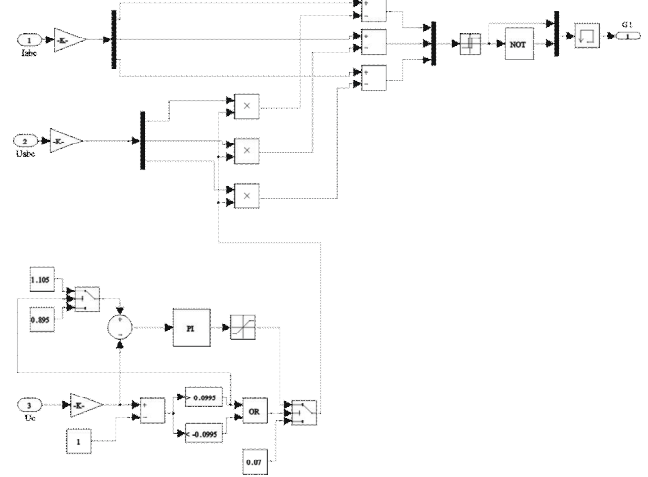 G1
1
-K-
1
Iabc
NOT
2
-K-
Uabc
×
×
×
1.105
0.895
PI
3
-K-
Uc
> 0.0995
< -0.0995
OR
1
0.07